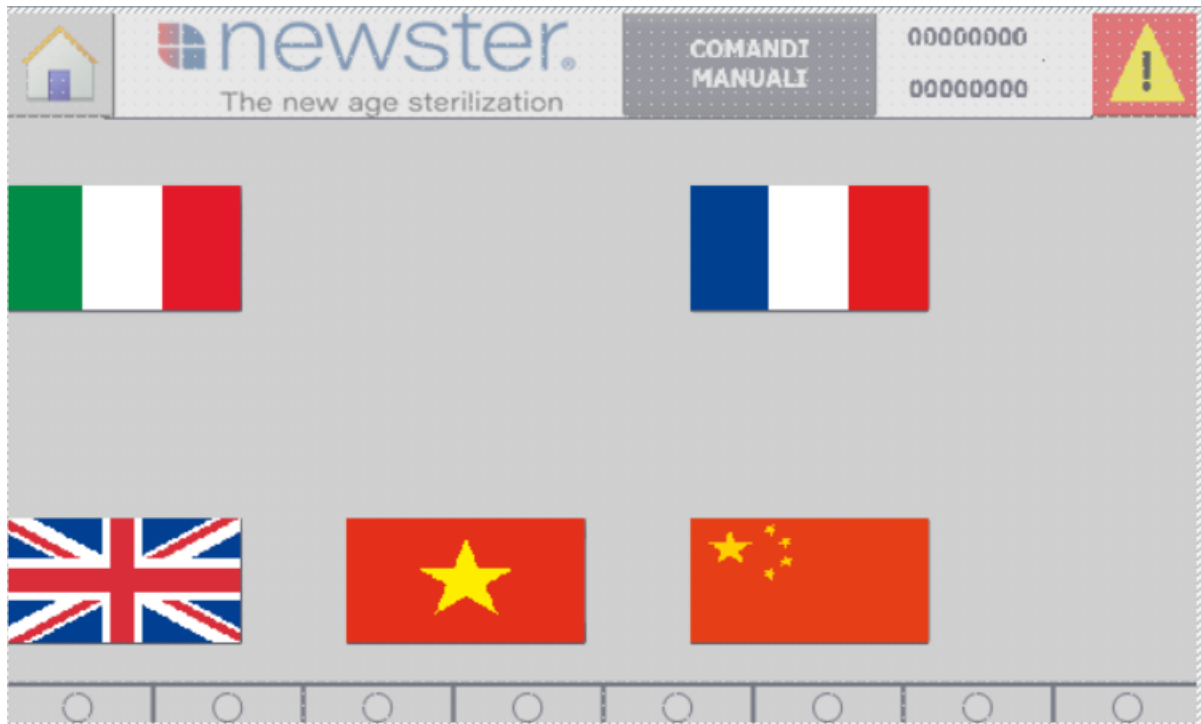 newster®
The new age sterilization
COMANDI
MANUALI
00000000
00000000
!